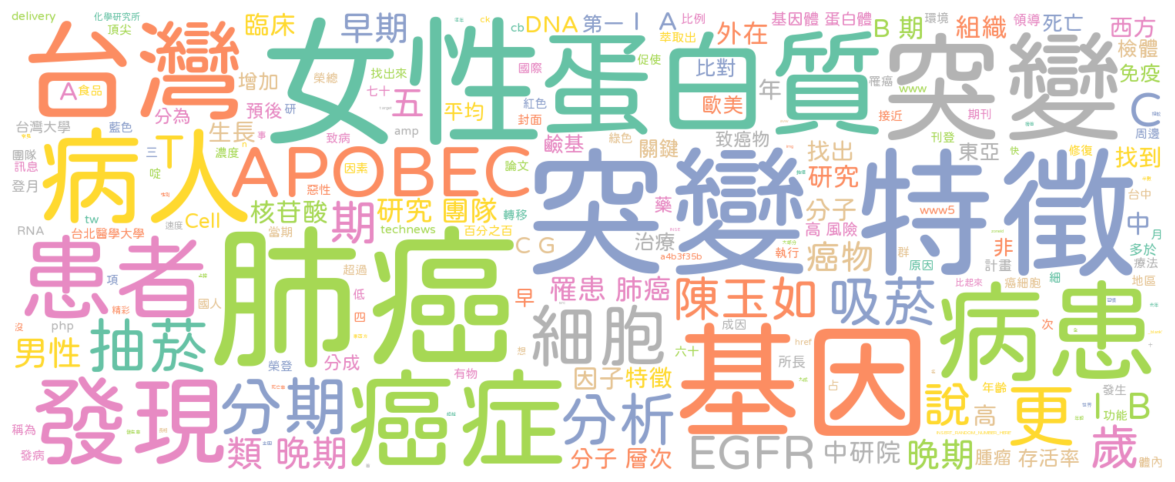 delivery 化學研究所 頂尖 臨床 早期 DNA 第一 I A 比例 萃取出 外在 基因體 蛋白體 B 期 環境 組織 領導 死亡 西方
台灣 女性 蛋白質 突變 檢體 免疫
A 食品 增加 榮總 找出來 七十 五 cb 國際 促使 比對 年 罹癌 www C
分為 預後 研 紅色 平均 封面 歐美 接近 期刊 周邊
台灣大學 藍色 生長 致病 amp 致癌物 刊登
病人 T 三 濃度 APOBEC 鹼基 綠色 關鍵 找出 東亞 快 修復 找到
團隊 訊息 登月 啶 因素 論文 研究
惡性 突變 特徵
tw RNA Cell 核苷酸 期 研究 團隊 轉移 藥 分子 www5 台中
台北醫學大學 速度 當期 technews 百分之百 C G 治療 高 風險 癌物 非 中 月
患者 肺癌 執行 群 原因 計畫 多於 療法
項 超過 a4b3f35b 比起來 癌細胞 細 地區
國人 低 早 罹患 肺癌 陳玉如 吸菸 病患
沒 php 精彩 四 細胞 成因 次
抽菸 基因
男性 榮登 分成 六十 href 所長
有物 因子 特徵 占 年齡 發生
發現 分期 癌症 分析 說 高 更 I B 功能
稱為 歲
發病 類 晚期 分子 層次 EGFR 中研院 晚期 腫瘤 存活率 體內